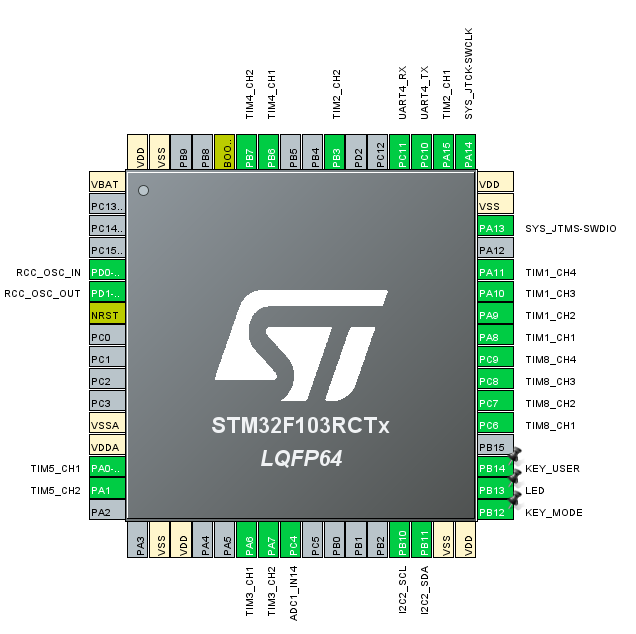 TIM4_CH2
TIM4_CH1
TIM2_CH2
UART4_RX
UART4_TX
TIM2_CH1
SYS_JTCK-SWCLK
VDD
VSS
PB9
PB8
BOO..
PB7
PB6
PB5
PB4
PB3
PD2
PC12
PC11
PC10
PA15
PA14
VBAT
PC13..
PC14..
PC15..
RCC_OSC_IN PD0-..
RCC_OSC_OUT PD1-..
NRST
PC0
PC1
PC2
PC3
VSSA
VDDA
TIM5_CH1 PA0-..
TIM5_CH2 PA1
PA2
ST
STM32F103RCTx
LQFP64
VDD
VSS
PA13 SYS_JTMS-SWDIO
PA12
PA11 TIM1_CH4
PA10 TIM1_CH3
PA9 TIM1_CH2
PA8 TIM1_CH1
PC9 TIM8_CH4
PC8 TIM8_CH3
PC7 TIM8_CH2
PC6 TIM8_CH1
PB15
PB14 KEY_USER
PB13 LED
PB12 KEY_MODE
PA3
VSS
VDD
PA4
PA5
PA6
PA7
PC4
PC5
PB0
PB1
PB2
PB10
PB11
VSS
VDD
TIM3_CH1
TIM3_CH2
ADC1_IN14
I2C2_SCL
I2C2_SDA